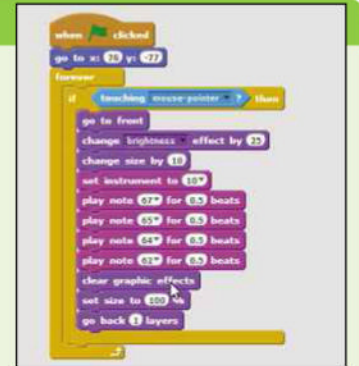 when clicked
go to x: 76 y: -77
forever
if touching mouse-pointer ? then
go to front
change brightness effect by 25
change size by 10
set instrument to 10
play note 67 for 0.5 beats
play note 65 for 0.5 beats
play note 64 for 0.5 beats
play note 62 for 0.5 beats
clear graphic effects
set size to 100 %
go back 1 layers